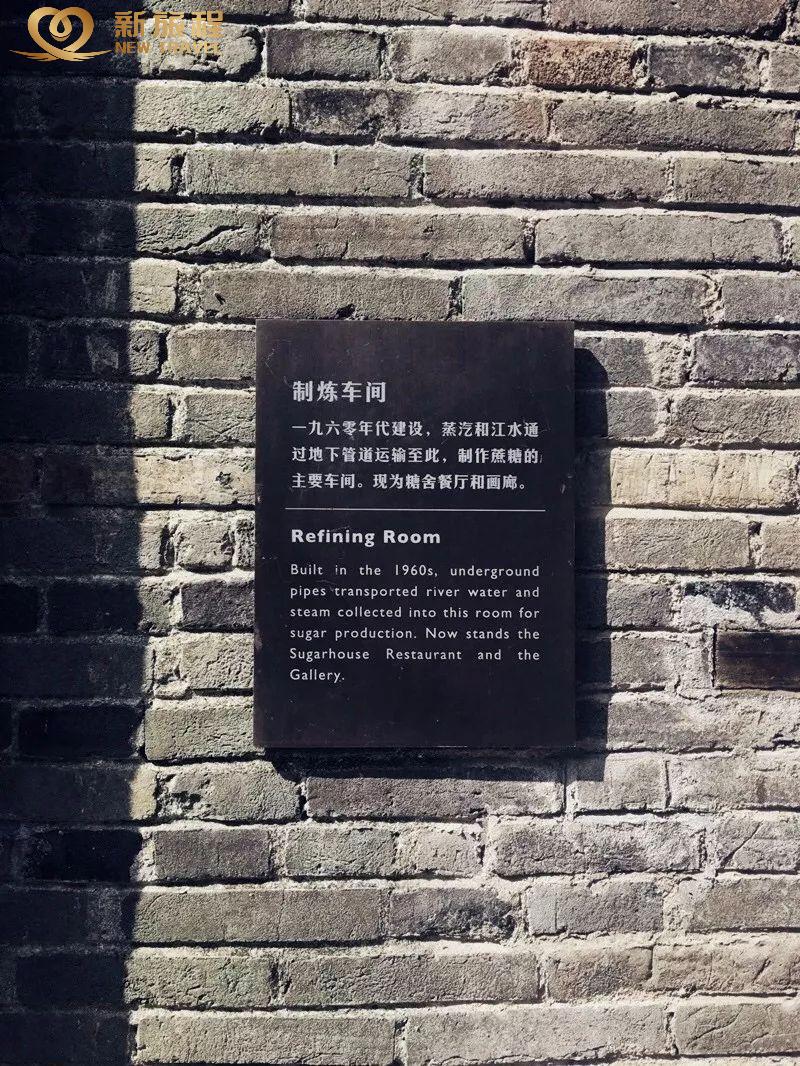 新旅程
NEW TRAVEL
制炼车间
一九六零年代建设，蒸汽和江水通
过地下管道运输至此，制作蔗糖的
主要车间。现为糖舍餐厅和画廊。
Refining Room
Built in the 1960s, underground
pipes transported river water and
steam collected into this room for
sugar production. Now stands the
Sugarhouse Restaurant and the
Gallery.